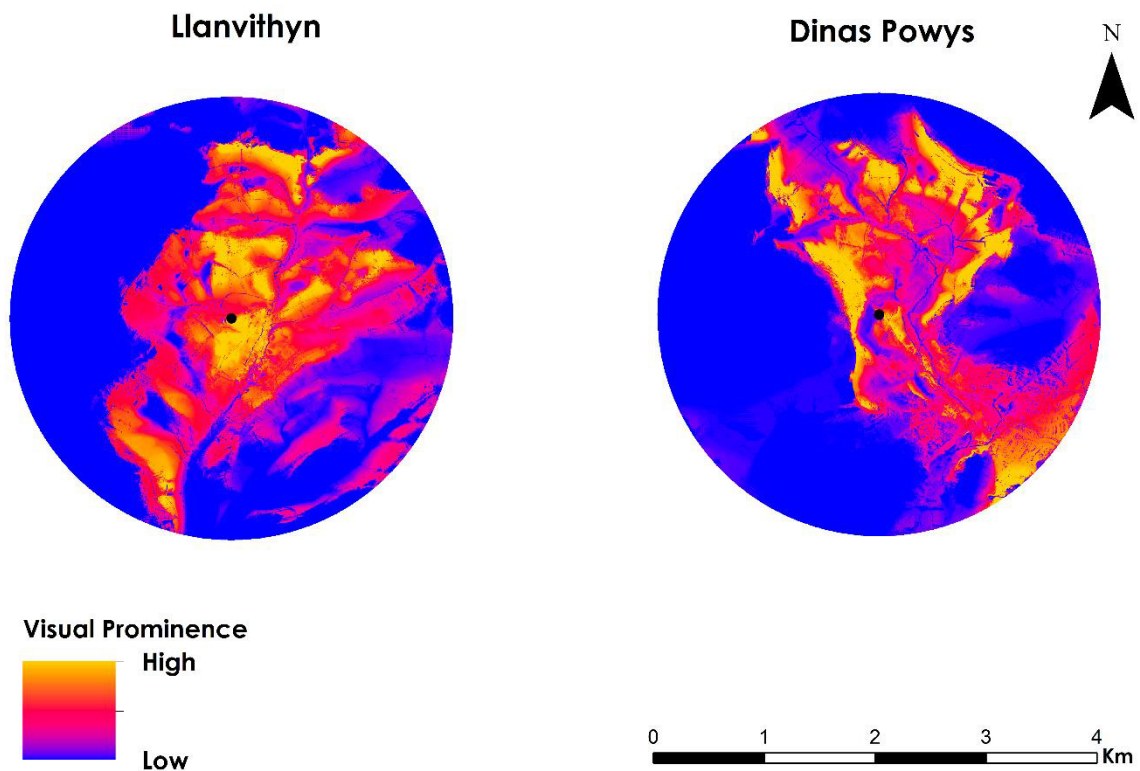 Llanvithyn
Dinas Powys
N
Visual Prominence
High
Low
0 1 2 3 4
Km